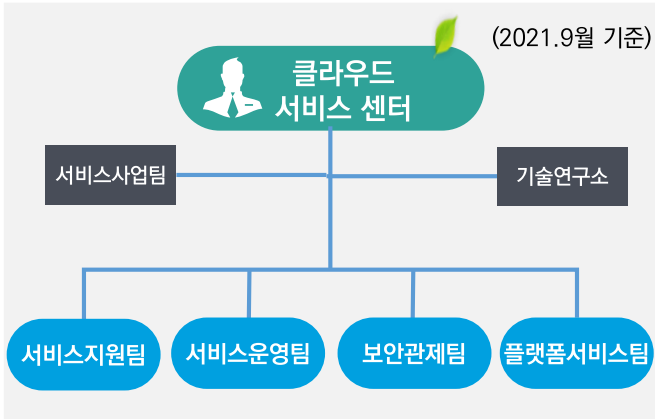 (2021.9월 기준)
클라우드
서비스 센터
서비스사업팀
기술연구소
서비스지원팀
서비스운영팀
보안관제팀
플랫폼서비스팀